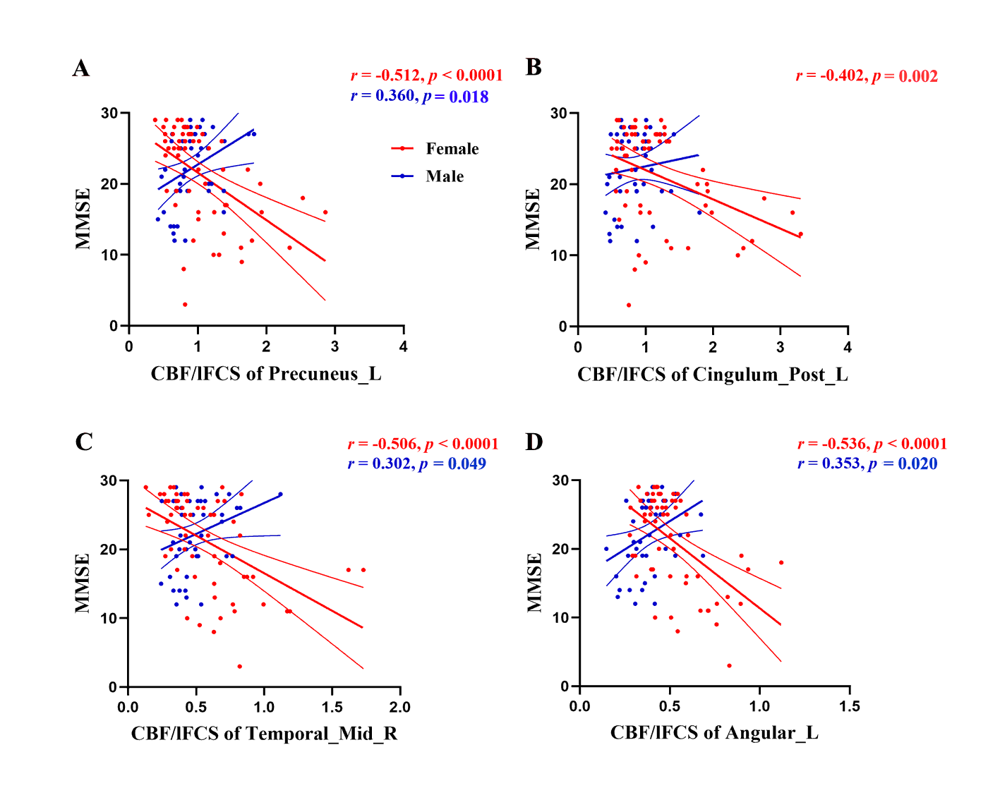 A
r = -0.512, p < 0.0001
r = 0.360, p = 0.018
30
20
10
0
MMSE
0 1 2 3 4
CBF/lFCS of Precuneus_L
Female
Male
B
r = -0.402, p = 0.002
30
20
10
0
MMSE
0 1 2 3 4
CBF/lFCS of Cingulum_Post_L
C
r = -0.506, p < 0.0001
r = 0.302, p = 0.049
30
20
10
0
MMSE
0.0 0.5 1.0 1.5 2.0
CBF/lFCS of Temporal_Mid_R
D
r = -0.536, p < 0.0001
r = 0.353, p = 0.020
30
20
10
0
MMSE
0.0 0.5 1.0 1.5
CBF/lFCS of Angular_L